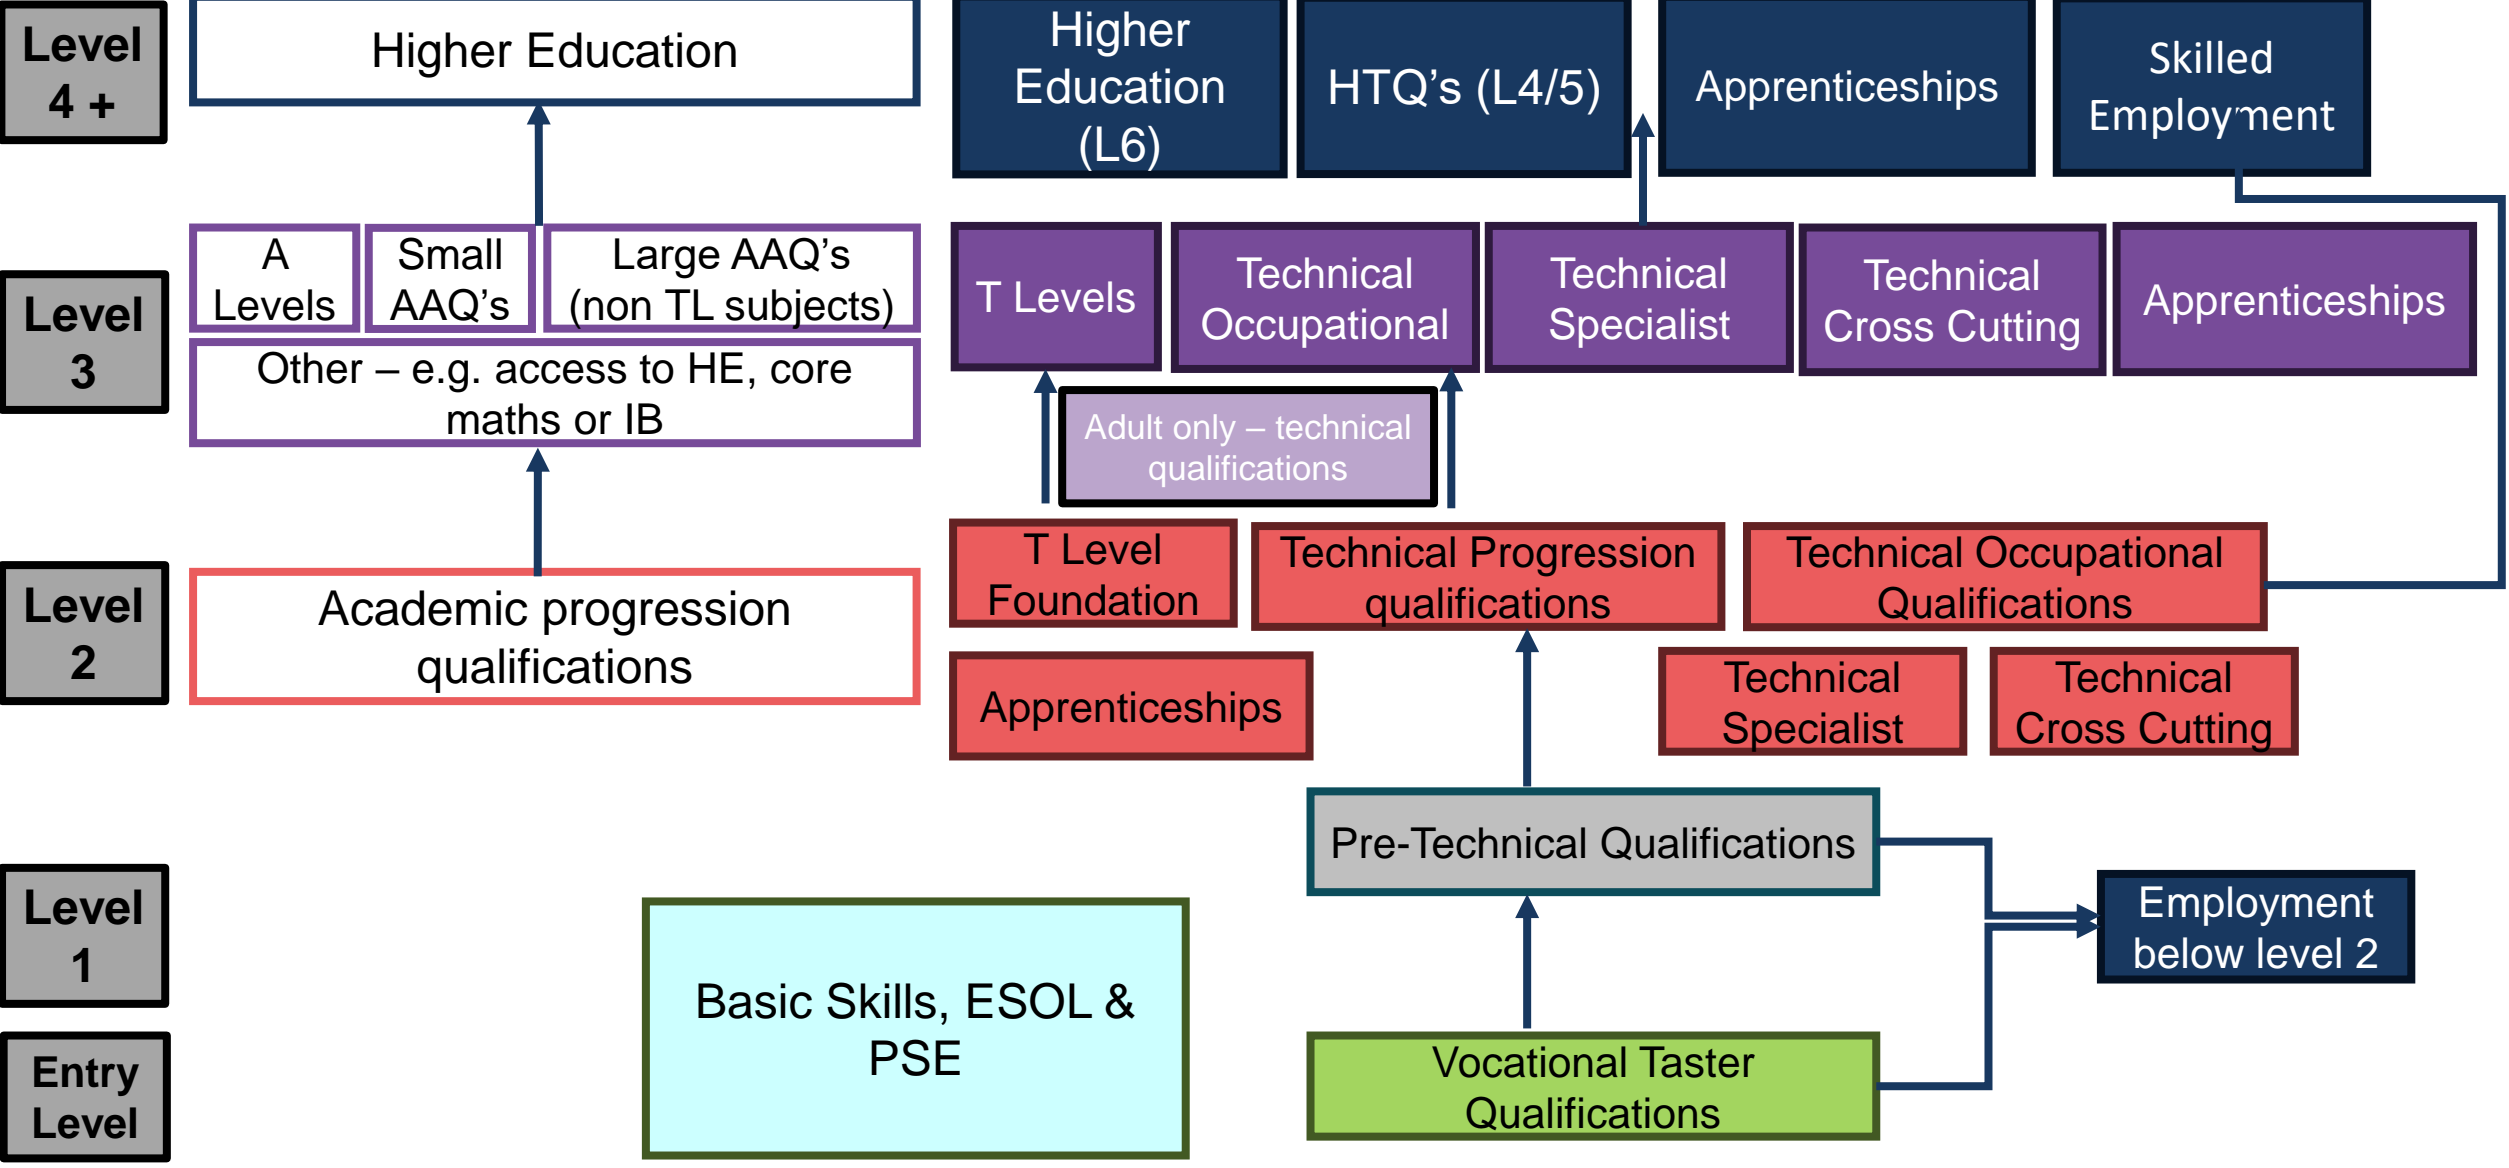 Level
4 +
Higher Education
Higher
Education
(L6)
HTQ’s (L4/5)
Apprenticeships
Skilled
Employment
Level
3
A
Levels
Small
AAQ’s
Large AAQ’s
(non TL subjects)
Other – e.g. access to HE, core
maths or IB
T Levels
Technical
Occupational
Technical
Specialist
Technical
Cross Cutting
Apprenticeships
Adult only – technical
qualifications
Level
2
Academic progression
qualifications
T Level
Foundation
Technical Progression
qualifications
Technical Occupational
Qualifications
Apprenticeships
Technical
Specialist
Technical
Cross Cutting
Level
1
Pre-Technical Qualifications
Employment
below level 2
Basic Skills, ESOL &
PSE
Entry
Level
Vocational Taster
Qualifications